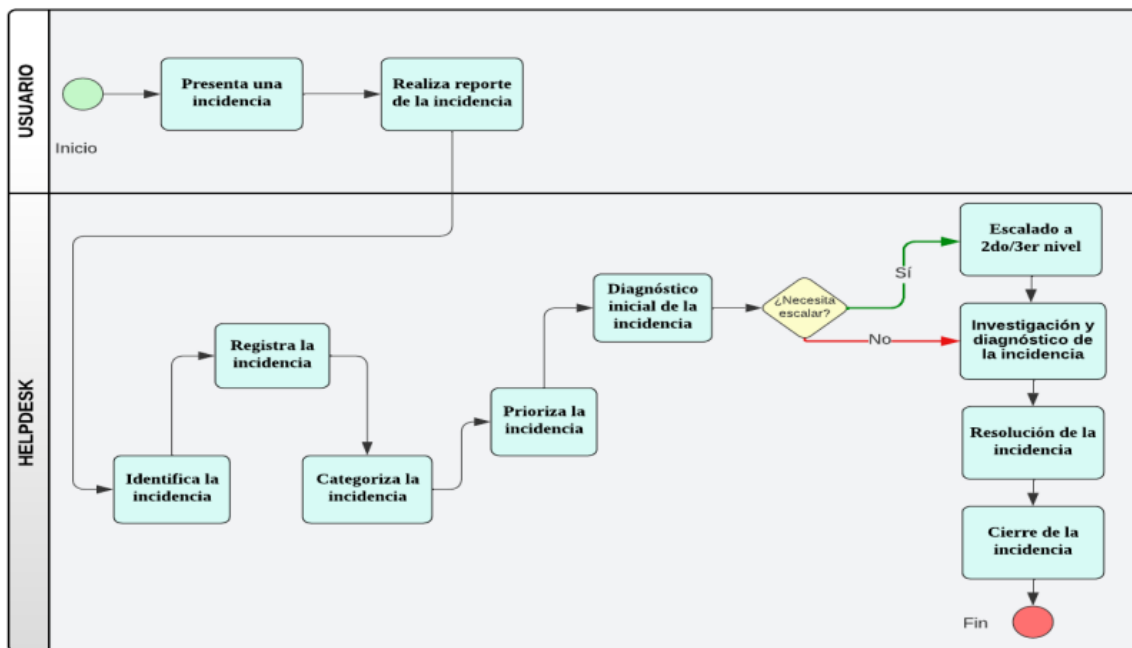 USUARIO
Inicio
Presenta una
incidencia
Realiza reporte
de la incidencia
HELPDESK
Identifica la
incidencia
Registra la
incidencia
Categoriza la
incidencia
Prioriza la
incidencia
Diagnóstico
inicial de la
incidencia
¿Necesita
escalar?
Sí
No
Escalado a
2do/3er nivel
Investigación y
diagnóstico de
la incidencia
Resolución de la
incidencia
Cierre de la
incidencia
Fin